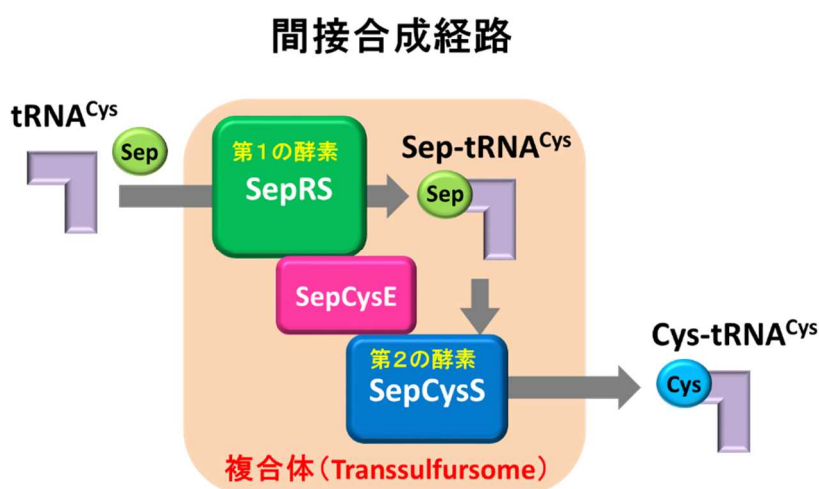 間接合成経路
tRNACys
Sep
第1の酵素
SepRS
Sep-tRNACys
Sep
SepCysE
第2の酵素
SepCysS
Cys-tRNACys
Cys
複合体（Transsulfursome）